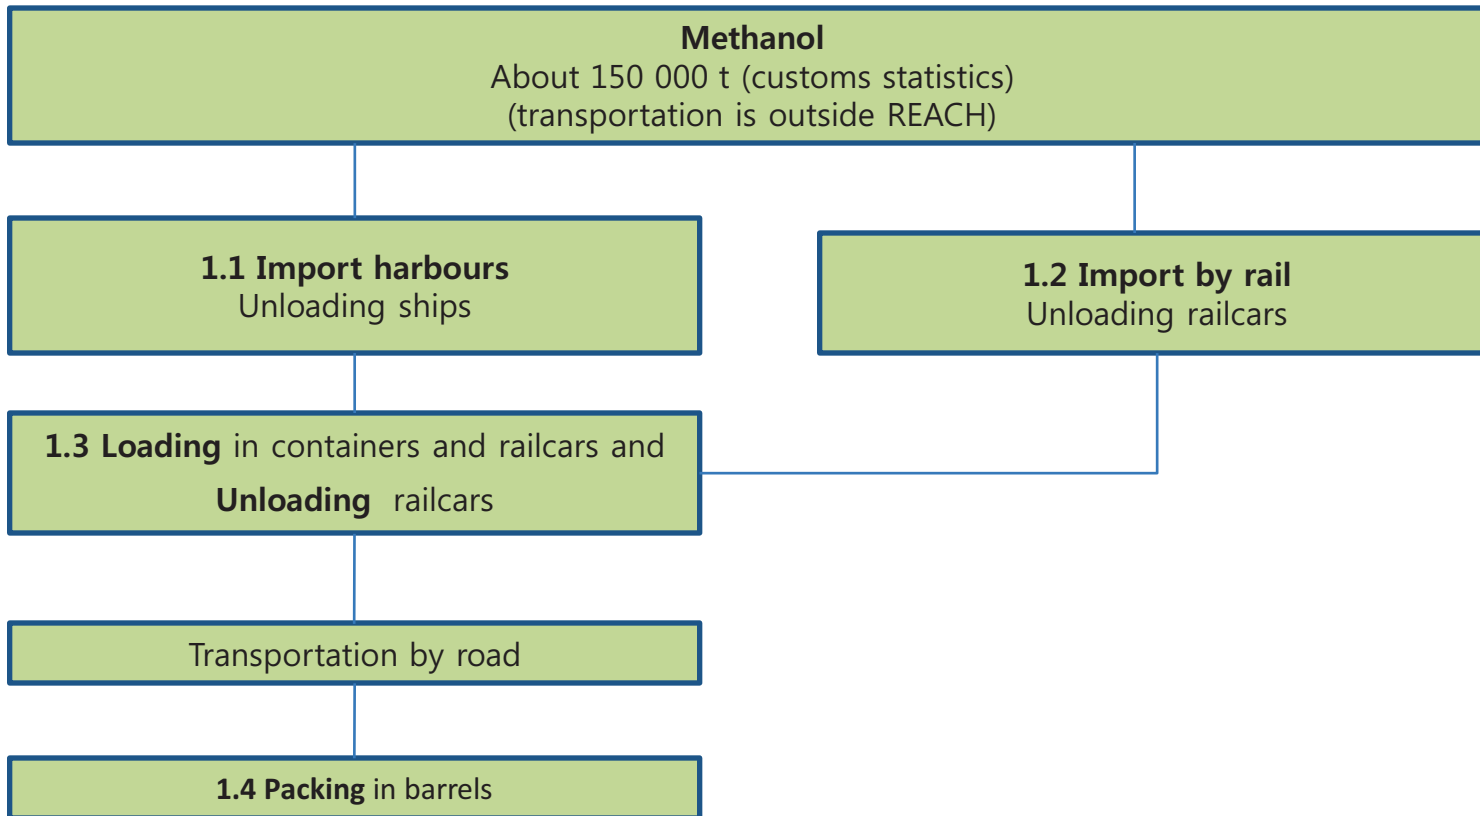 Methanol
About 150 000 t (customs statistics)
(transportation is outside REACH)
1.1 Import harbours
Unloading ships
1.2 Import by rail
Unloading railcars
1.3 Loading in containers and railcars and
Unloading railcars
Transportation by road
1.4 Packing in barrels